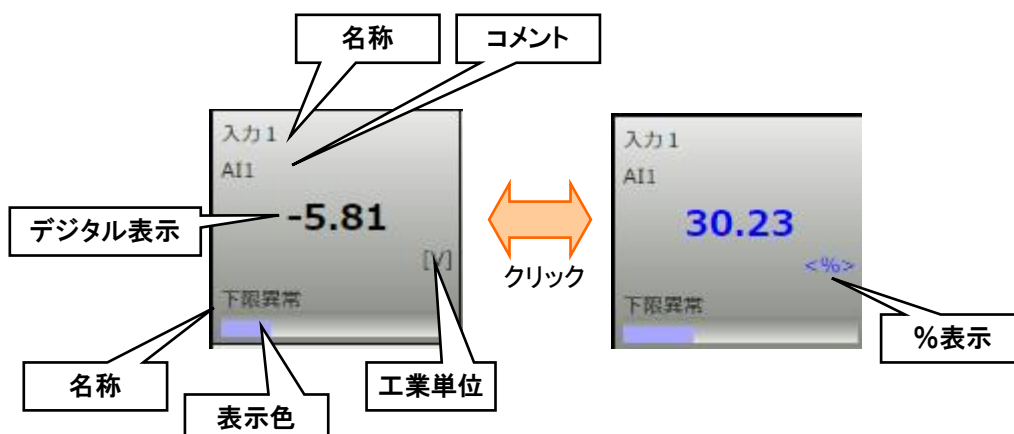 名称
コメント
入力1
AI1
デジタル表示
-5.81
[V]
下限異常
名称
表示色
工業単位
クリック
入力1
AI1
30.23
<%>
下限異常
%表示